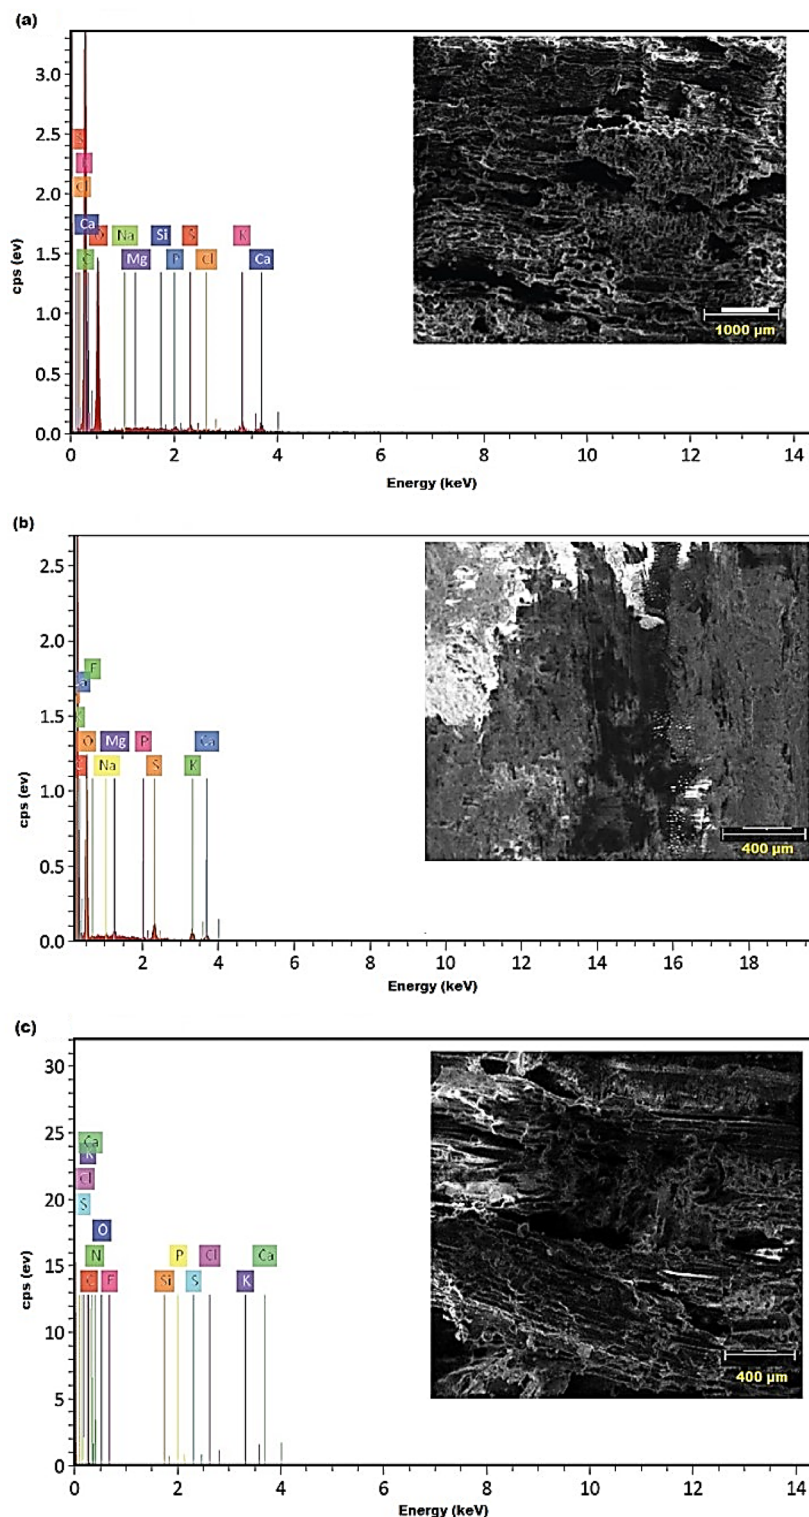 (a)
3.0
2.5
2.0
Cl
1.5
Ca
Na
Si
S
K
C
Mg
P
Cl
Ca
1.0
0.5
0.0
0
2
4
6
8
10
12
14
cps (ev)
Energy (keV)
1000 µm
(b)
2.5
2.0
F
1.5
O
Mg
P
Ca
Na
S
K
1.0
0.5
0.0
0
2
4
6
8
10
12
14
16
18
cps (ev)
Energy (keV)
400 µm
(c)
30
25
Ca
K
Cl
20
S
O
15
N
P
Cl
Ca
C
F
Si
S
K
10
5
0
0
2
4
6
8
10
12
14
cps (ev)
Energy (keV)
400 µm